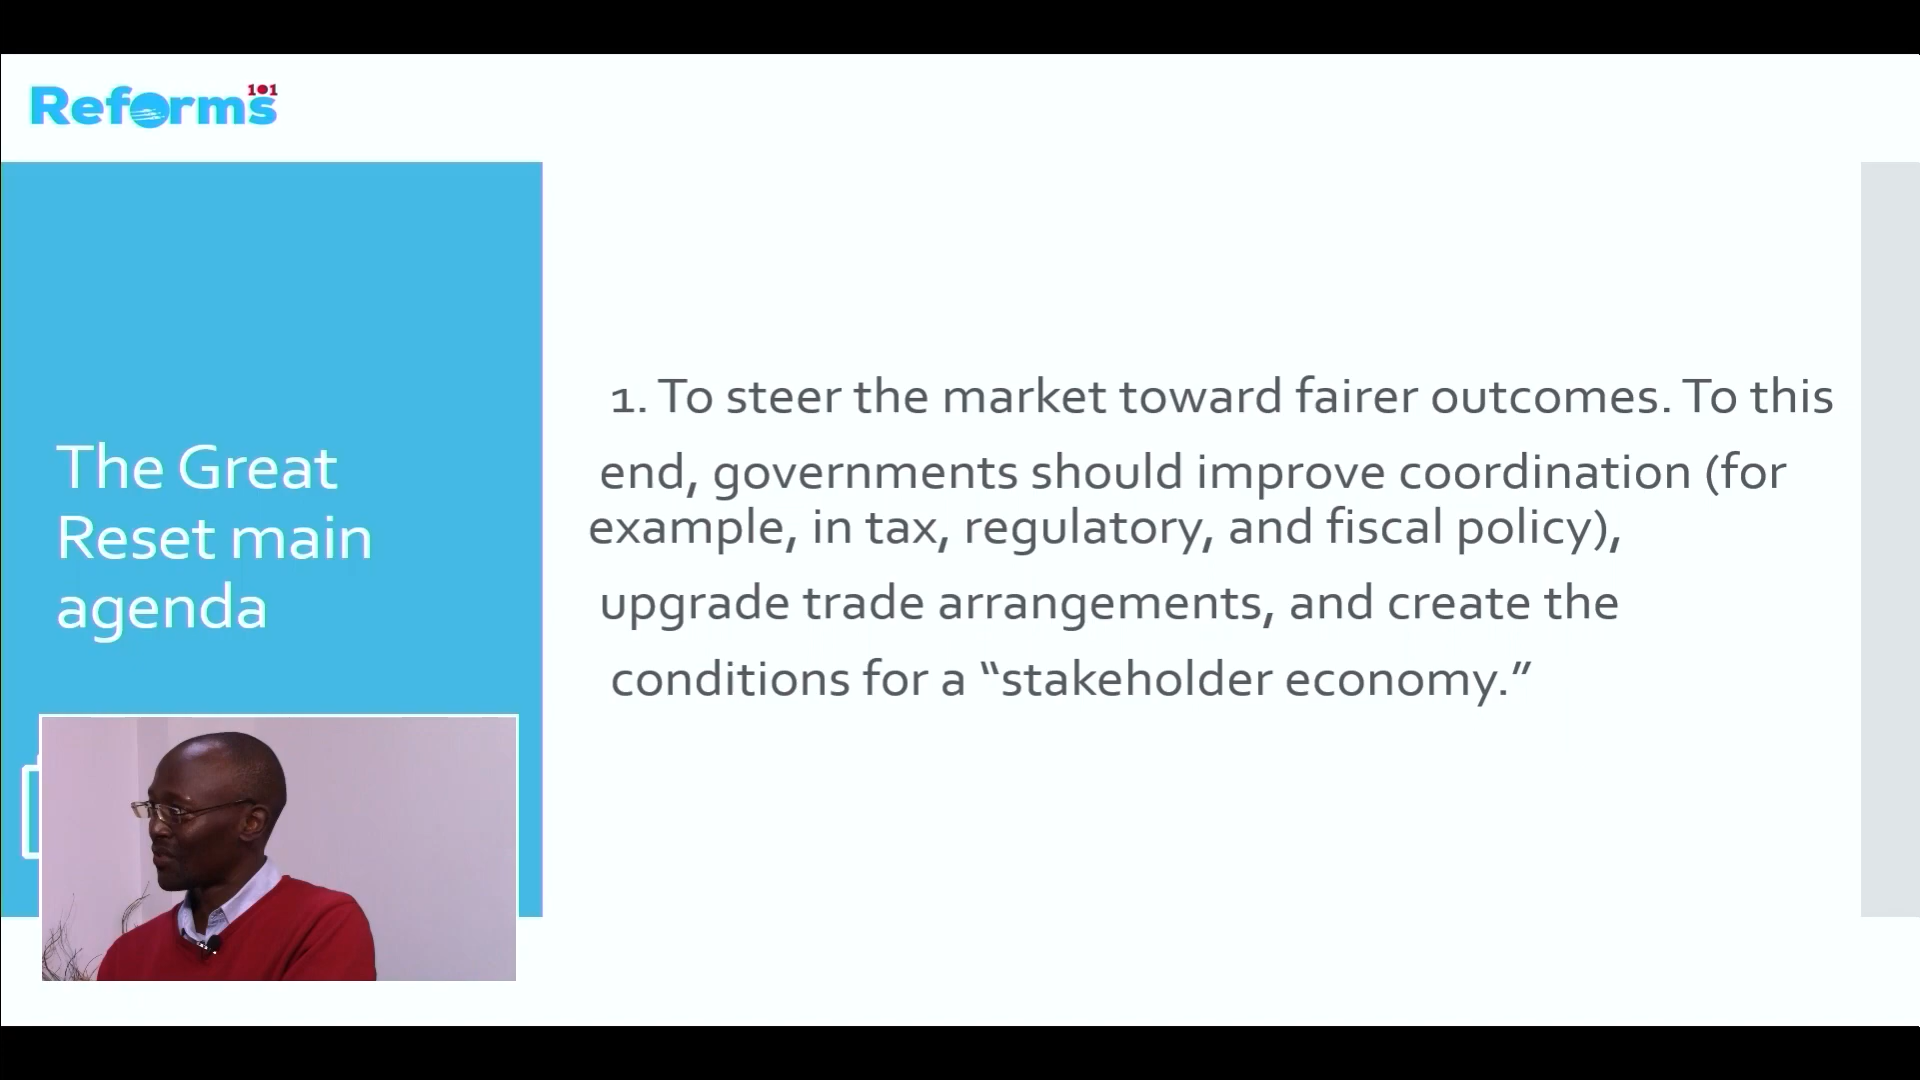 Reforms 101
The Great
Reset main
agenda
1. To steer the market toward fairer outcomes. To this
end, governments should improve coordination (for
example, in tax, regulatory, and fiscal policy),
upgrade trade arrangements, and create the
conditions for a “stakeholder economy.”